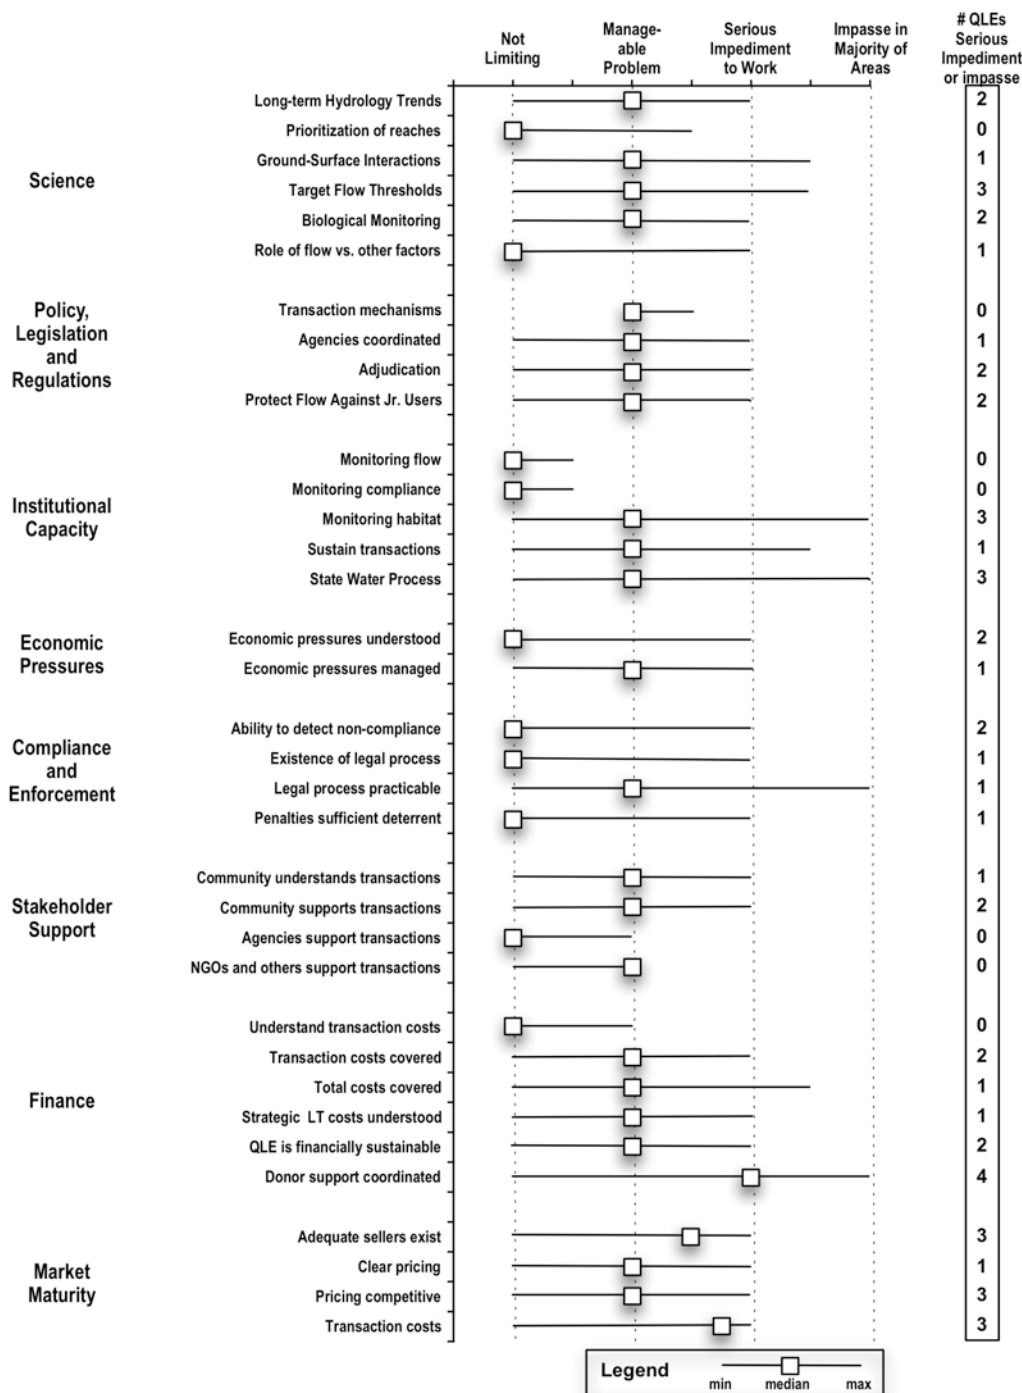 Not
Limiting
Manage-
able
Problem
Serious
Impediment
to Work
Impasse in
Majority of
Areas
# QLEs
Serious
Impediment
or impasse
Science
Long-term Hydrology Trends 2
Prioritization of reaches 0
Ground-Surface Interactions 1
Target Flow Thresholds 3
Biological Monitoring 2
Role of flow vs. other factors 1
Policy,
Legislation
and
Regulations
Transaction mechanisms 0
Agencies coordinated 1
Adjudication 2
Protect Flow Against Jr. Users 2
Institutional
Capacity
Monitoring flow 0
Monitoring compliance 0
Monitoring habitat 3
Sustain transactions 1
State Water Process 3
Economic
Pressures
Economic pressures understood 2
Economic pressures managed 1
Compliance
and
Enforcement
Ability to detect non-compliance 2
Existence of legal process 1
Legal process practicable 1
Penalties sufficient deterrent 1
Stakeholder
Support
Community understands transactions 1
Community supports transactions 2
Agencies support transactions 0
NGOs and others support transactions 0
Finance
Understand transaction costs 0
Transaction costs covered 2
Total costs covered 1
Strategic LT costs understood 1
QLE is financially sustainable 2
Donor support coordinated 4
Market
Maturity
Adequate sellers exist 3
Clear pricing 1
Pricing competitive 3
Transaction costs 3
Legend
min median max